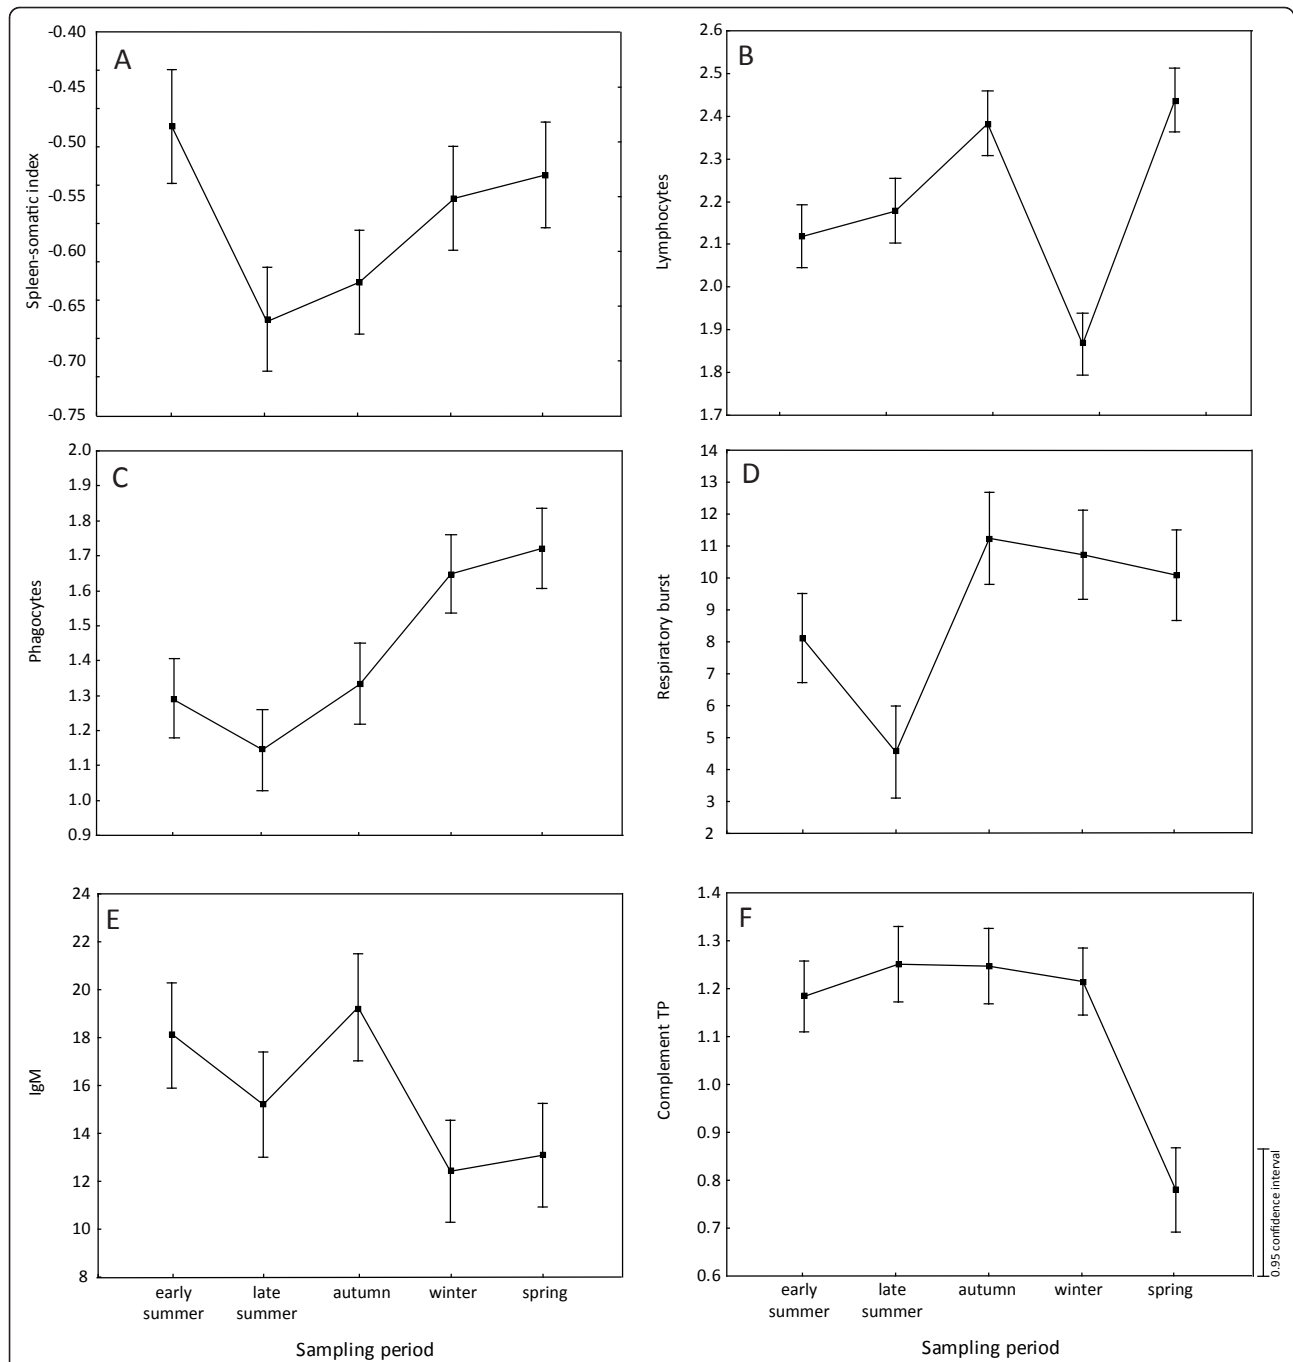 A
-0.40
-0.45
-0.50
-0.55
-0.60
-0.65
-0.70
-0.75
Spleen-somatic index
B
2.6
2.5
2.4
2.3
2.2
2.1
2.0
1.9
1.8
1.7
Lymphocytes
C
2.0
1.9
1.8
1.7
1.6
1.5
1.4
1.3
1.2
1.1
1.0
0.9
Phagocytes
D
14
13
12
11
10
9
8
7
6
5
4
3
2
Respiratory burst
E
24
22
20
18
16
14
12
10
8
IgM
early summer
late summer
autumn
winter
spring
Sampling period
F
1.4
1.3
1.2
1.1
1.0
0.9
0.8
0.7
0.6
Complement TP
early summer
late summer
autumn
winter
spring
Sampling period
0.95 confidence interval